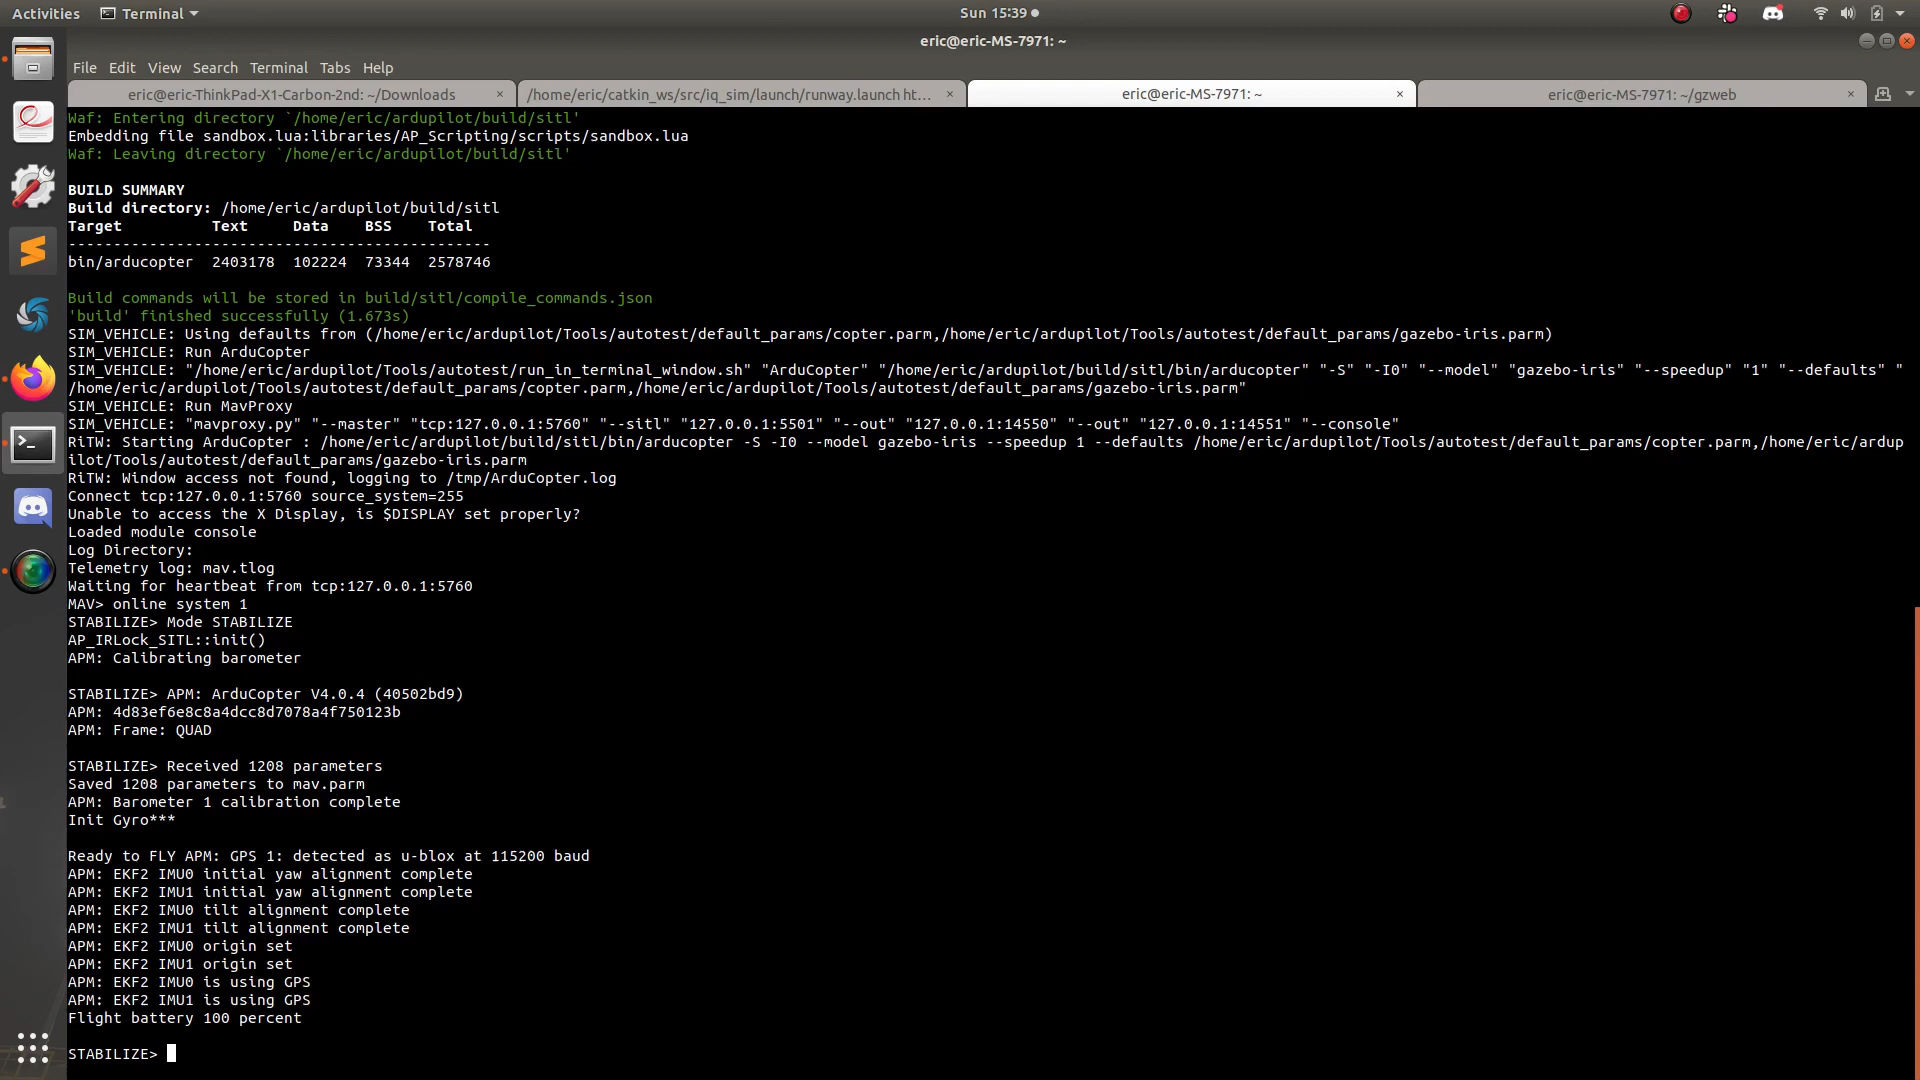 Activities Terminal Sun 15:39
eric@eric-MS-7971: ~
File Edit View Search Terminal Tabs Help
eric@eric-ThinkPad-X1-Carbon-2nd: ~/Downloads × /home/eric/catkin_ws/src/iq_sim/launch/runway.launch ht... × eric@eric-MS-7971: ~ × eric@eric-MS-7971: ~/gzweb ×
Waf: Entering directory `/home/eric/ardupilot/build/sitl'
Embedding file sandbox.lua:libraries/AP_Scripting/scripts/sandbox.lua
Waf: Leaving directory `/home/eric/ardupilot/build/sitl'
BUILD SUMMARY
Build directory: /home/eric/ardupilot/build/sitl
Target Text Data BSS Total
-----------------------------------------------
bin/arducopter 2403178 102224 73344 2578746
Build commands will be stored in build/sitl/compile_commands.json
'build' finished successfully (1.673s)
SIM_VEHICLE: Using defaults from (/home/eric/ardupilot/Tools/autotest/default_params/copter.parm,/home/eric/ardupilot/Tools/autotest/default_params/gazebo-iris.parm)
SIM_VEHICLE: Run ArduCopter
SIM_VEHICLE: "/home/eric/ardupilot/Tools/autotest/run_in_terminal_window.sh" "ArduCopter" "/home/eric/ardupilot/build/sitl/bin/arducopter" "-S" "-I0" "--model" "gazebo-iris" "--speedup" "1" "--defaults" "
/home/eric/ardupilot/Tools/autotest/default_params/copter.parm,/home/eric/ardupilot/Tools/autotest/default_params/gazebo-iris.parm"
SIM_VEHICLE: Run MavProxy
SIM_VEHICLE: "mavproxy.py" "--master" "tcp:127.0.0.1:5760" "--sitl" "127.0.0.1:5501" "--out" "127.0.0.1:14550" "--out" "127.0.0.1:14551" "--console"
RiTW: Starting ArduCopter : /home/eric/ardupilot/build/sitl/bin/arducopter -S -I0 --model gazebo-iris --speedup 1 --defaults /home/eric/ardupilot/Tools/autotest/default_params/copter.parm,/home/eric/ardup
ilot/Tools/autotest/default_params/gazebo-iris.parm
RiTW: Window access not found, logging to /tmp/ArduCopter.log
Connect tcp:127.0.0.1:5760 source_system=255
Unable to access the X Display, is $DISPLAY set properly?
Loaded module console
Log Directory:
Telemetry log: mav.tlog
Waiting for heartbeat from tcp:127.0.0.1:5760
MAV> online system 1
STABILIZE> Mode STABILIZE
AP_IRLock_SITL::init()
APM: Calibrating barometer
STABILIZE> APM: ArduCopter V4.0.4 (40502bd9)
APM: 4d83ef6e8c8a4dcc8d7078a4f750123b
APM: Frame: QUAD
STABILIZE> Received 1208 parameters
Saved 1208 parameters to mav.parm
APM: Barometer 1 calibration complete
Init Gyro***
Ready to FLY APM: GPS 1: detected as u-blox at 115200 baud
APM: EKF2 IMU0 initial yaw alignment complete
APM: EKF2 IMU1 initial yaw alignment complete
APM: EKF2 IMU0 tilt alignment complete
APM: EKF2 IMU1 tilt alignment complete
APM: EKF2 IMU0 origin set
APM: EKF2 IMU1 origin set
APM: EKF2 IMU0 is using GPS
APM: EKF2 IMU1 is using GPS
Flight battery 100 percent
STABILIZE>